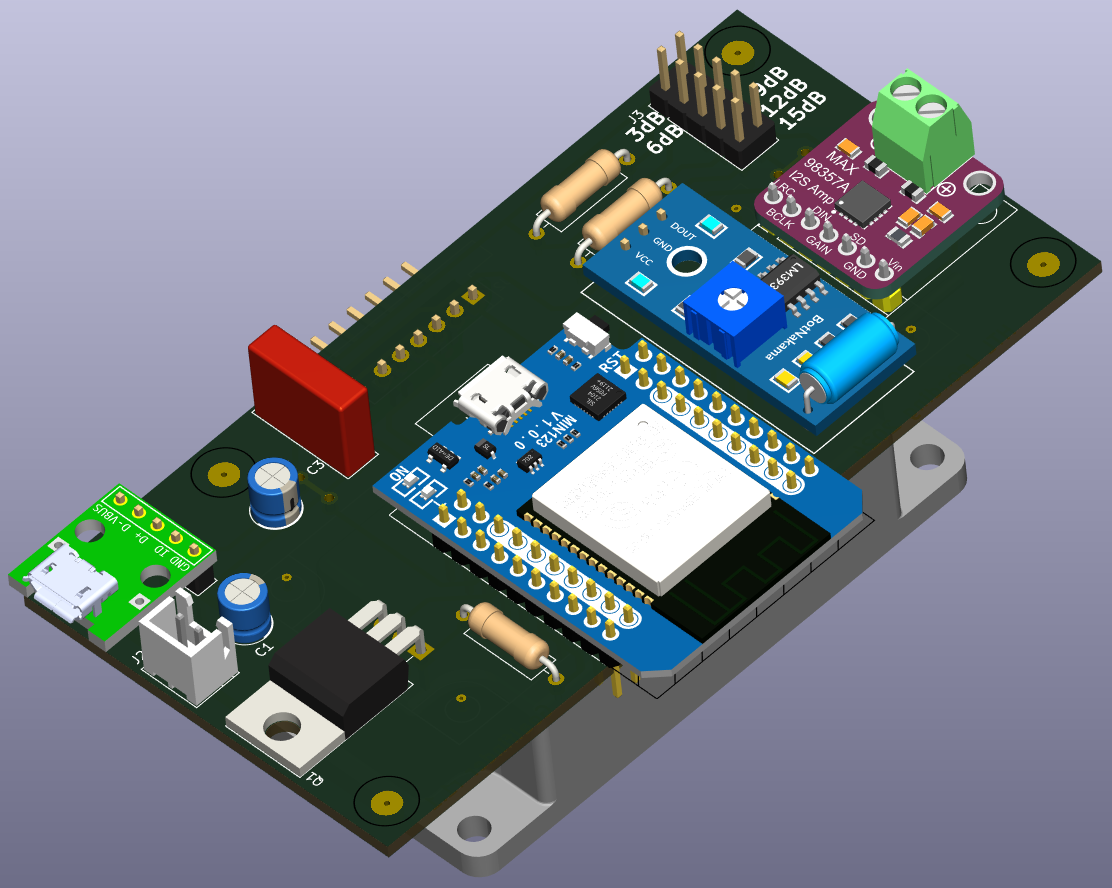 J3
3dB
6dB
9dB
12dB
15dB
MAX
98357A
I2S Amp
LRC
BCLK
DIN
GAIN
SD
GND
Vin
DOUT
GND
VCC
LM393
BotNakama
RST
MIN123
V1.0.0
ON
C3
GND ID D+ D-VBUS
C1
Q1